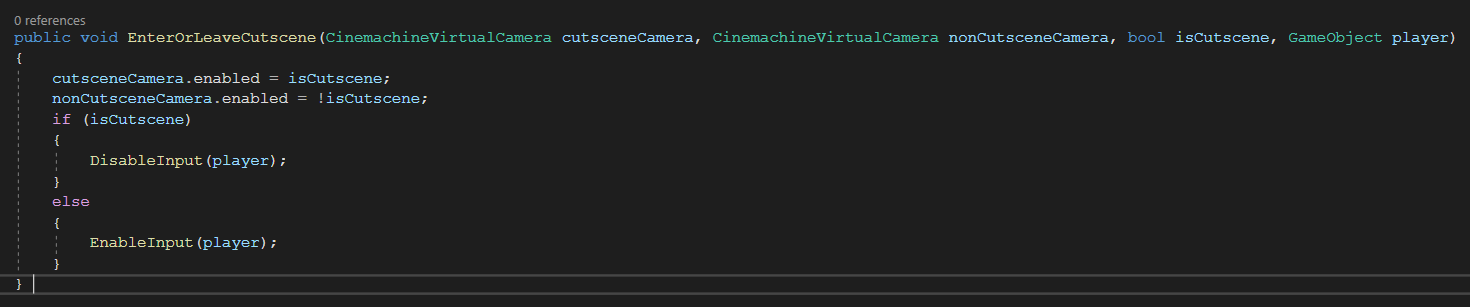 0 references
public void EnterOrLeaveCutscene(CinemachineVirtualCamera cutsceneCamera, CinemachineVirtualCamera nonCutsceneCamera, bool isCutscene, GameObject player)
{
    cutsceneCamera.enabled = isCutscene;
    nonCutsceneCamera.enabled = !isCutscene;
    if (isCutscene)
    {
        DisableInput(player);
    }
    else
    {
        EnableInput(player);
    }
}